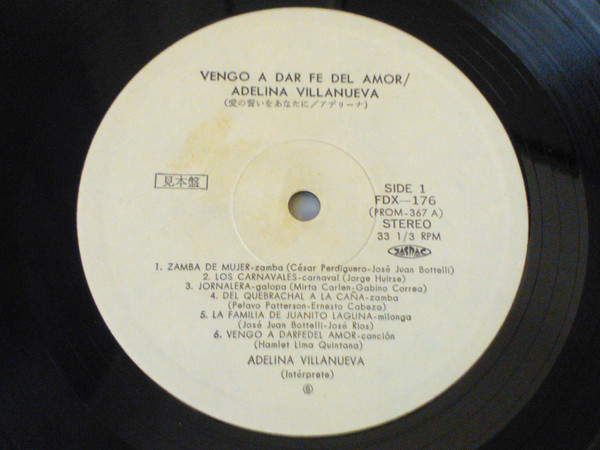 VENGO A DAR FE DEL AMOR/
ADELINA VILLANUEVA
(愛の誓いをあなたに/アデリーナ)
見本盤
SIDE 1
FDX—176
(PROM-367 A)
STEREO
33 1/3 RPM
JASRAC
1. ZAMBA DE MUJER-zamba (César Perdiguero-José Juan Bottelli)
2. LOS CARNAVALES-carnaval (Jorge Huirse)
3. JORNALERA-galopa (Mirta Carlen-Gabino Correa)
4. DEL QUEBRACHAL A LA CAÑA-zamba
(Pelavo Patterson-Ernesto Cabeza)
5. LA FAMILIA DE JUANITO LAGUNA-milonga
(José Juan Bottell-José Ríos)
6. VENGO A DARFEDEL AMOR-canción
(Hamlet Lima Quintana)
ADELINA VILLANUEVA
(Intérprete)
⑥